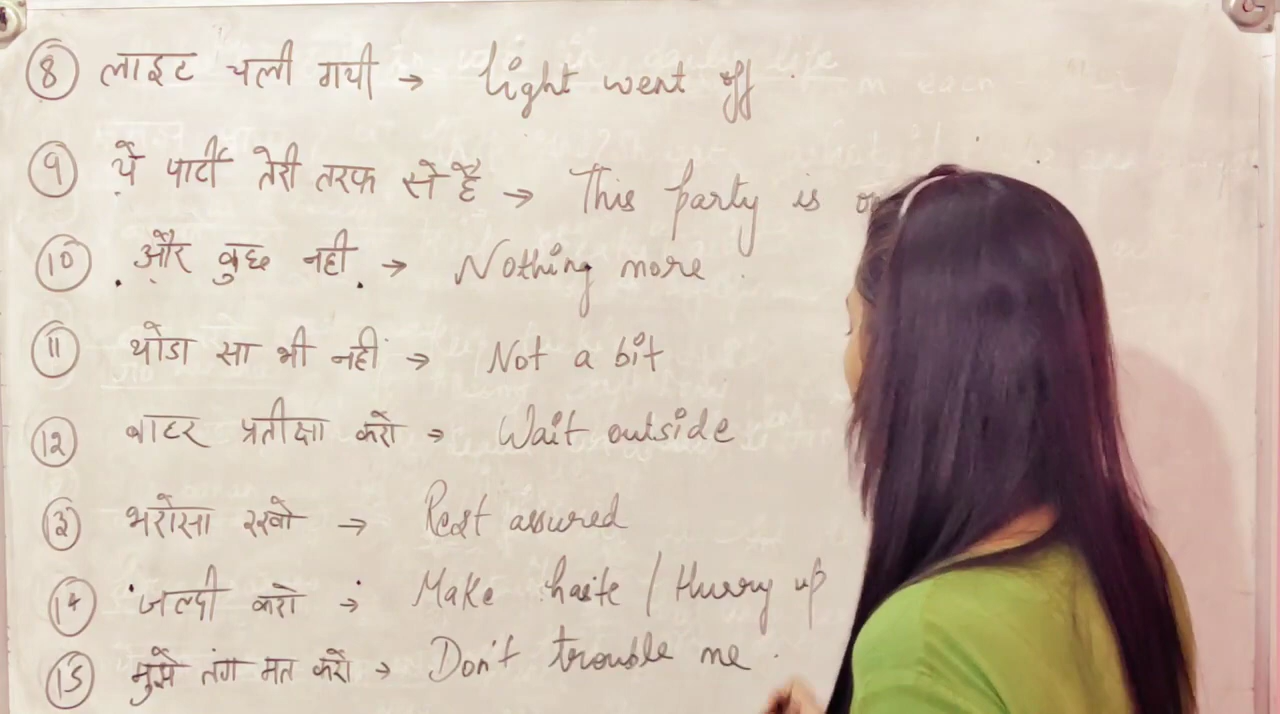 ⑧ लाइट चली गयी → light went off
⑨ ये पार्टी तेरी तरफ से है → This party is
⑩ और कुछ नही → Nothing more
⑪ थोडा सा भी नही → Not a bit
⑫ बाहर प्रतीक्षा करो → Wait outside
⑬ भरोसा रखो → Rest assured
⑭ जल्दी करो → Make haste / Hurry up
⑮ मुझे तंग मत करो → Don't trouble me